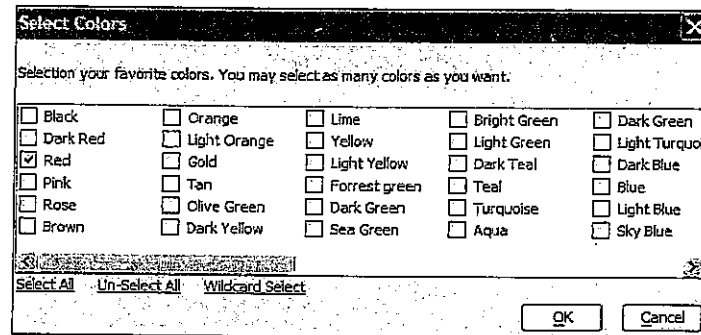 Select Colors
Selection your favorite colors. You may select as many colors as you want.
Black Orange Lime Bright Green Dark Green
Dark Red Light Orange Yellow Light Green Light Turquoi
Red Gold Light Yellow Dark Teal Dark Blue
Pink Tan Forrest green Teal Blue
Rose Olive Green Dark Green Turquoise Light Blue
Brown Dark Yellow Sea Green Aqua Sky Blue
Select All Un-Select All Wildcard Select
OK Cancel